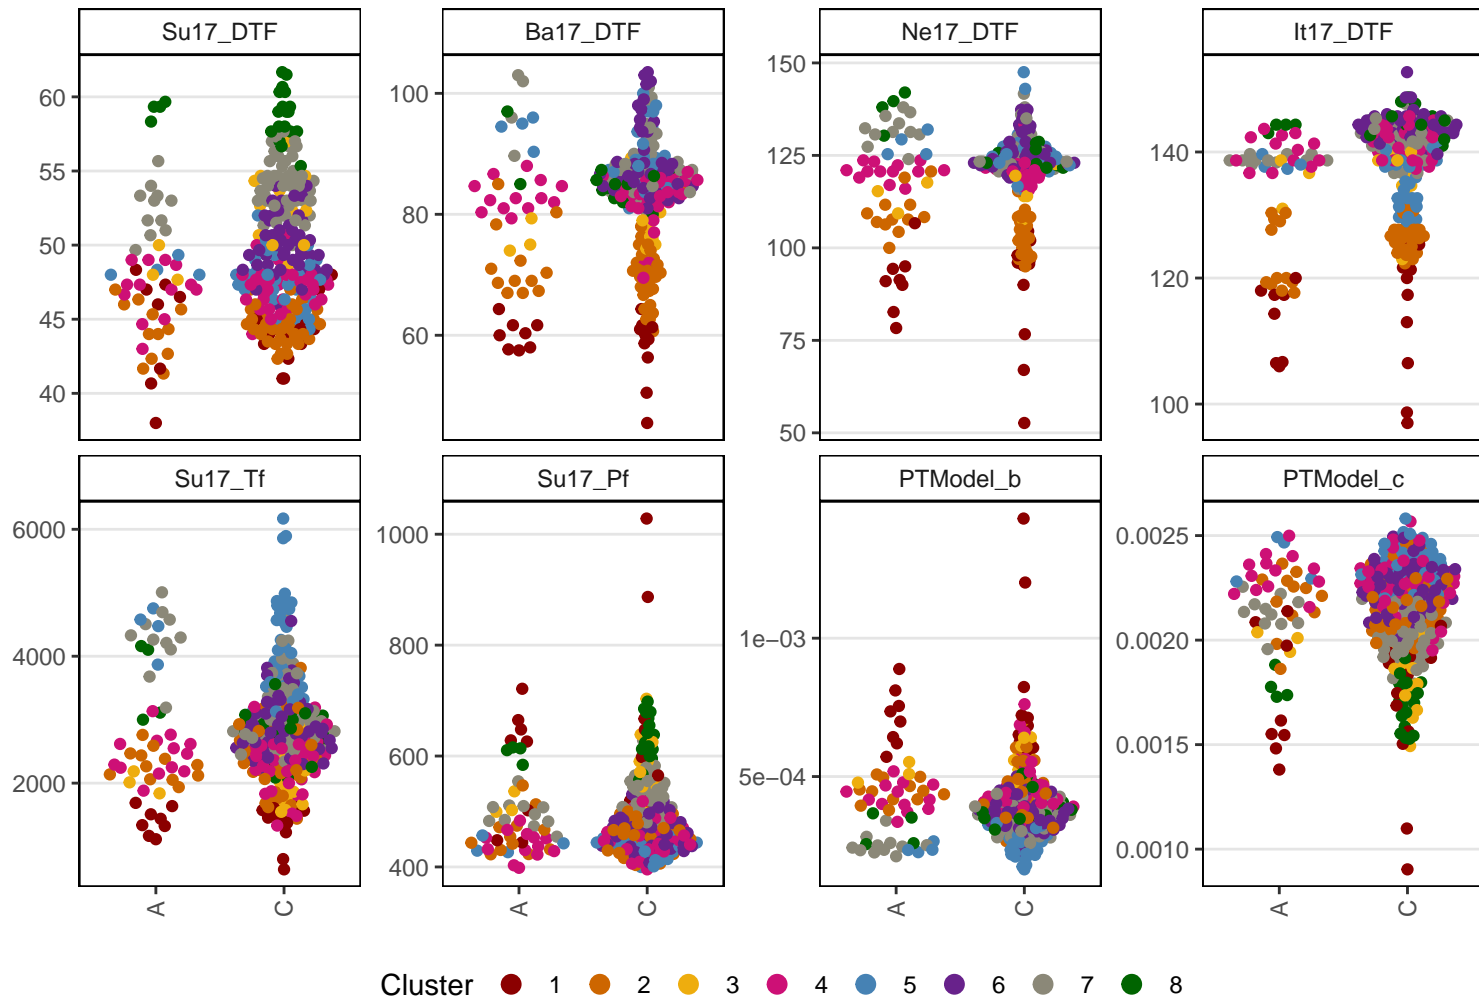 Su17_DTF Ba17_DTF Ne17_DTF It17_DTF
60 100 150 140
55 80 125 120
50 60 100 100
45 75
40 50
Su17_Tf Su17_Pf PTModel_b PTModel_c
6000 1000 1e−03 0.0025
4000 800 5e−04 0.0020
2000 600 0.0015
400 0.0010
A C A C A C A C
Cluster 1 2 3 4 5 6 7 8